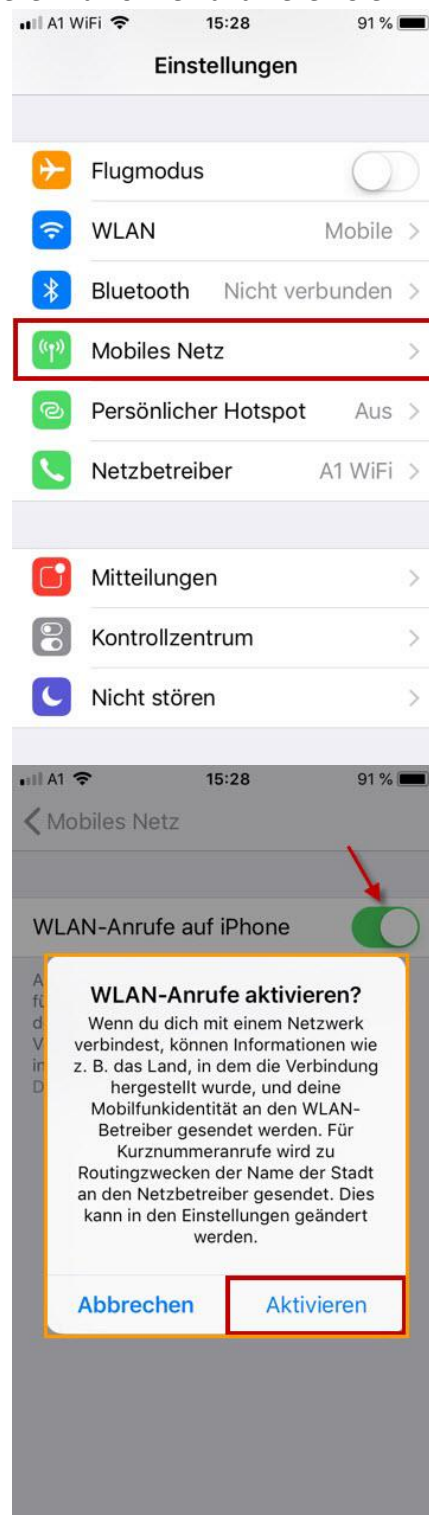 A1 WiFi 15:28 91 %
Einstellungen
Flugmodus
WLAN Mobile
Bluetooth Nicht verbunden
Mobiles Netz
Persönlicher Hotspot Aus
Netzbetreiber A1 WiFi
Mitteilungen
Kontrollzentrum
Nicht stören
A1 15:28 91 %
Mobiles Netz
WLAN-Anrufe auf iPhone
WLAN-Anrufe aktivieren?
Wenn du dich mit einem Netzwerk
verbindest, können Informationen wie
z. B. das Land, in dem die Verbindung
hergestellt wurde, und deine
Mobilfunkidentität an den WLAN-
Betreiber gesendet werden. Für
Kurznummeranrufe wird zu
Routingzwecken der Name der Stadt
an den Netzbetreiber gesendet. Dies
kann in den Einstellungen geändert
werden.
Abbrechen Aktivieren